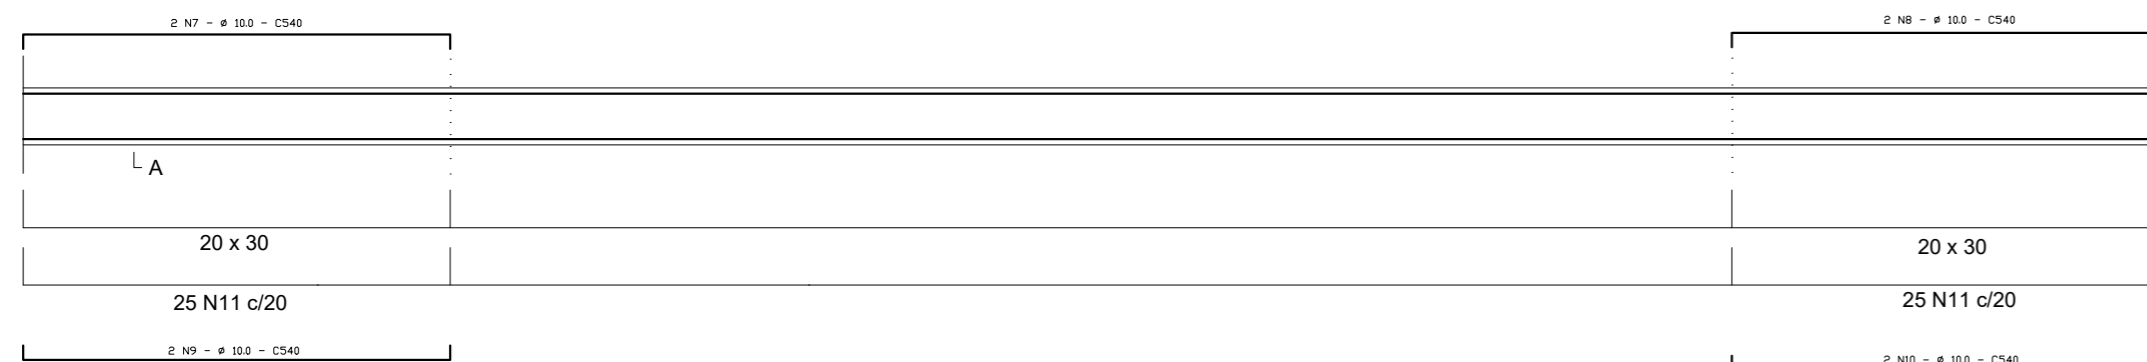 2 N7 - ø 10.0 - C540
2 N8 - ø 10.0 - C540
A
20 x 30
20 x 30
25 N11 c/20
25 N11 c/20
2 N9 - ø 10.0 - C540
2 N10 - ø 10.0 - C540